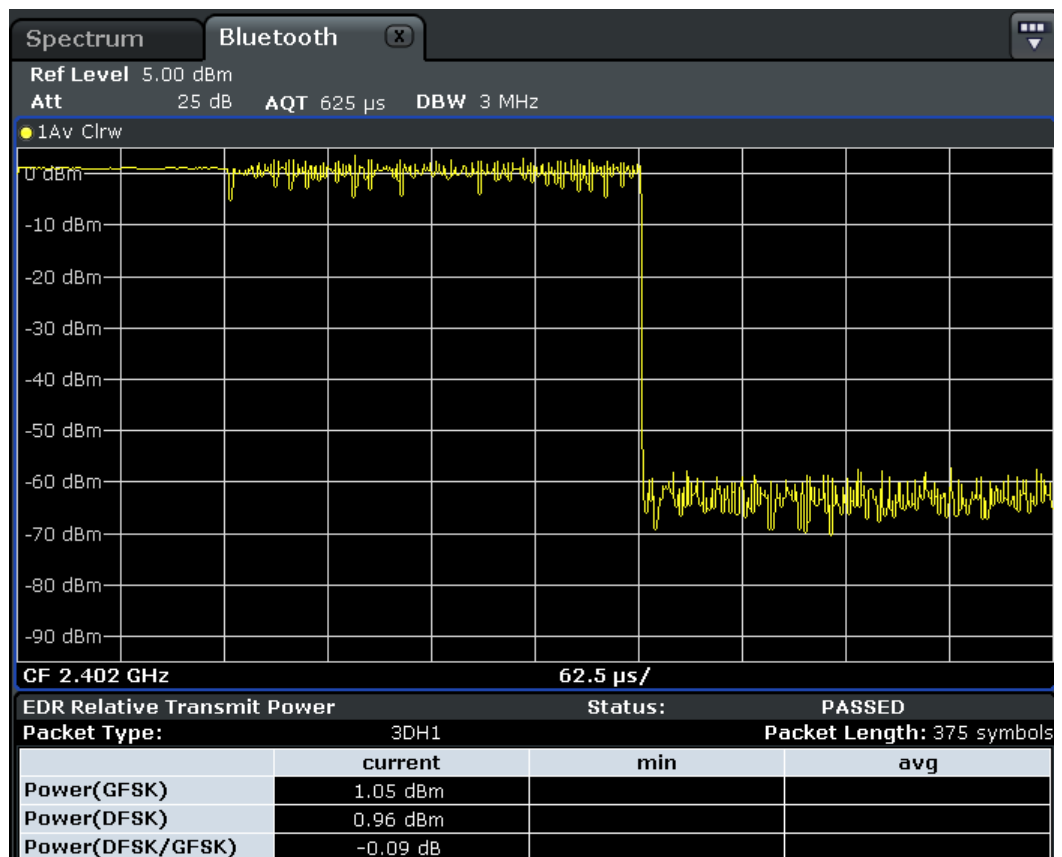 Spectrum Bluetooth X
Ref Level 5.00 dBm
Att 25 dB AQT 625 µs DBW 3 MHz
1Av Clrw
0 dBm
-10 dBm
-20 dBm
-30 dBm
-40 dBm
-50 dBm
-60 dBm
-70 dBm
-80 dBm
-90 dBm
CF 2.402 GHz 62.5 µs/
EDR Relative Transmit Power Status: PASSED
Packet Type: 3DH1 Packet Length: 375 symbols
current min avg
Power(GFSK) 1.05 dBm
Power(DFSK) 0.96 dBm
Power(DFSK/GFSK) -0.09 dB